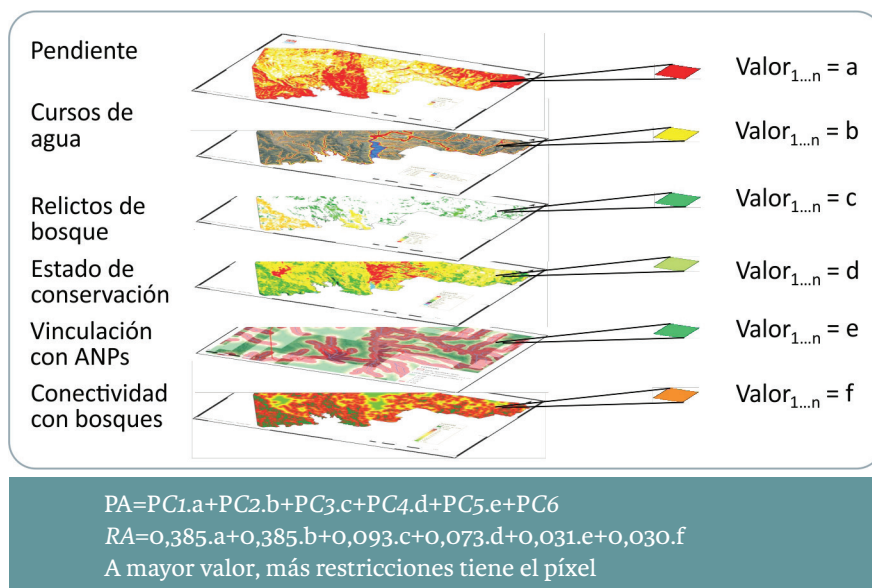 Pendiente
Valor1...n = a
Cursos de
agua
Valor1...n = b
Relictos de
bosque
Valor1...n = c
Estado de
conservación
Valor1...n = d
Vinculación
con ANPs
Valor1...n = e
Conectividad
con bosques
Valor1...n = f
PA=PC1.a+PC2.b+PC3.c+PC4.d+PC5.e+PC6
RA=0,385.a+0,385.b+0,093.c+0,073.d+0,031.e+0,030.f
A mayor valor, más restricciones tiene el píxel